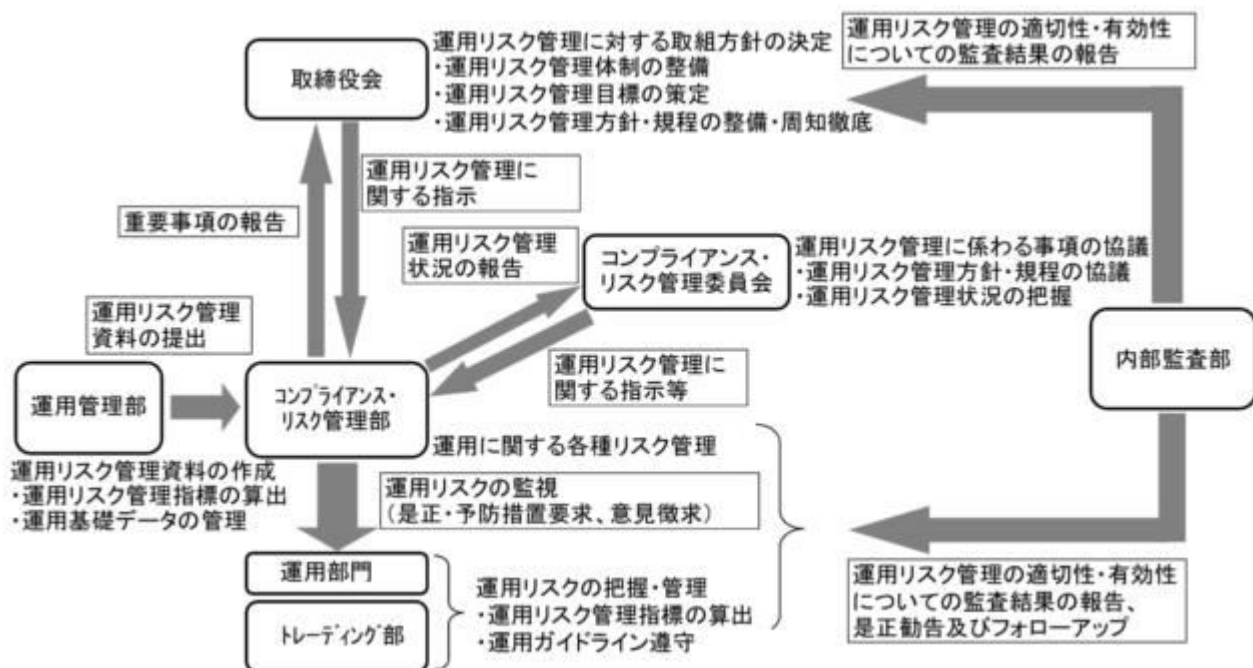 取締役会
運用リスク管理に対する取組方針の決定
・運用リスク管理体制の整備
・運用リスク管理目標の策定
・運用リスク管理方針・規程の整備・周知徹底
運用リスク管理の適切性・有効性
についての監査結果の報告
運用リスク管理に
関する指示
重要事項の報告
運用リスク管理
状況の報告
コンプライアンス・
リスク管理委員会
運用リスク管理に係わる事項の協議
・運用リスク管理方針・規程の協議
・運用リスク管理状況の把握
運用リスク管理
資料の提出
運用リスク管理に
関する指示等
内部監査部
運用管理部
コンプライアンス・
リスク管理部
運用に関する各種リスク管理
運用リスク管理資料の作成
・運用リスク管理指標の算出
・運用基礎データの管理
運用リスクの監視
（是正・予防措置要求、意見徴求）
運用部門
トレーディング部
運用リスクの把握・管理
・運用リスク管理指標の算出
・運用ガイドライン遵守
運用リスク管理の適切性・有効性
についての監査結果の報告、
是正勧告及びフォローアップ